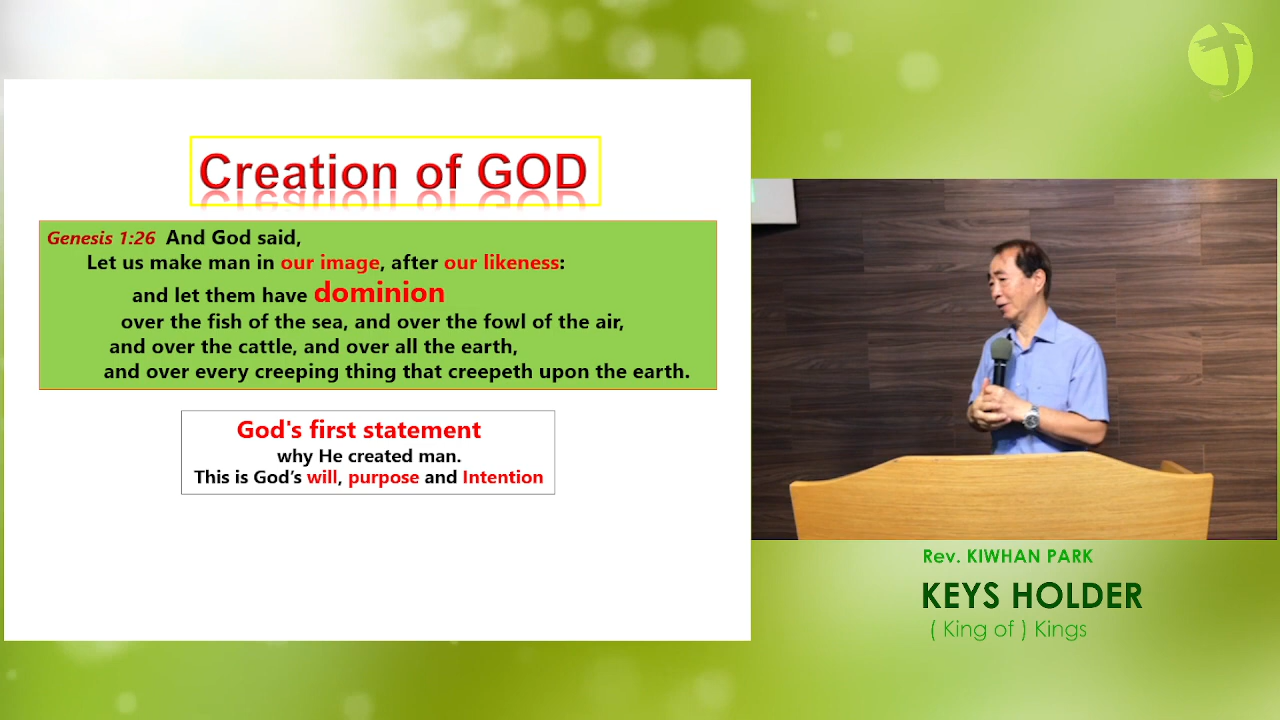 Creation of GOD
Genesis 1:26 And God said,
Let us make man in our image, after our likeness:
and let them have dominion
over the fish of the sea, and over the fowl of the air,
and over the cattle, and over all the earth,
and over every creeping thing that creepeth upon the earth.
God's first statement
why He created man.
This is God’s will, purpose and Intention
Rev. KIWHAN PARK
KEYS HOLDER
( King of ) Kings